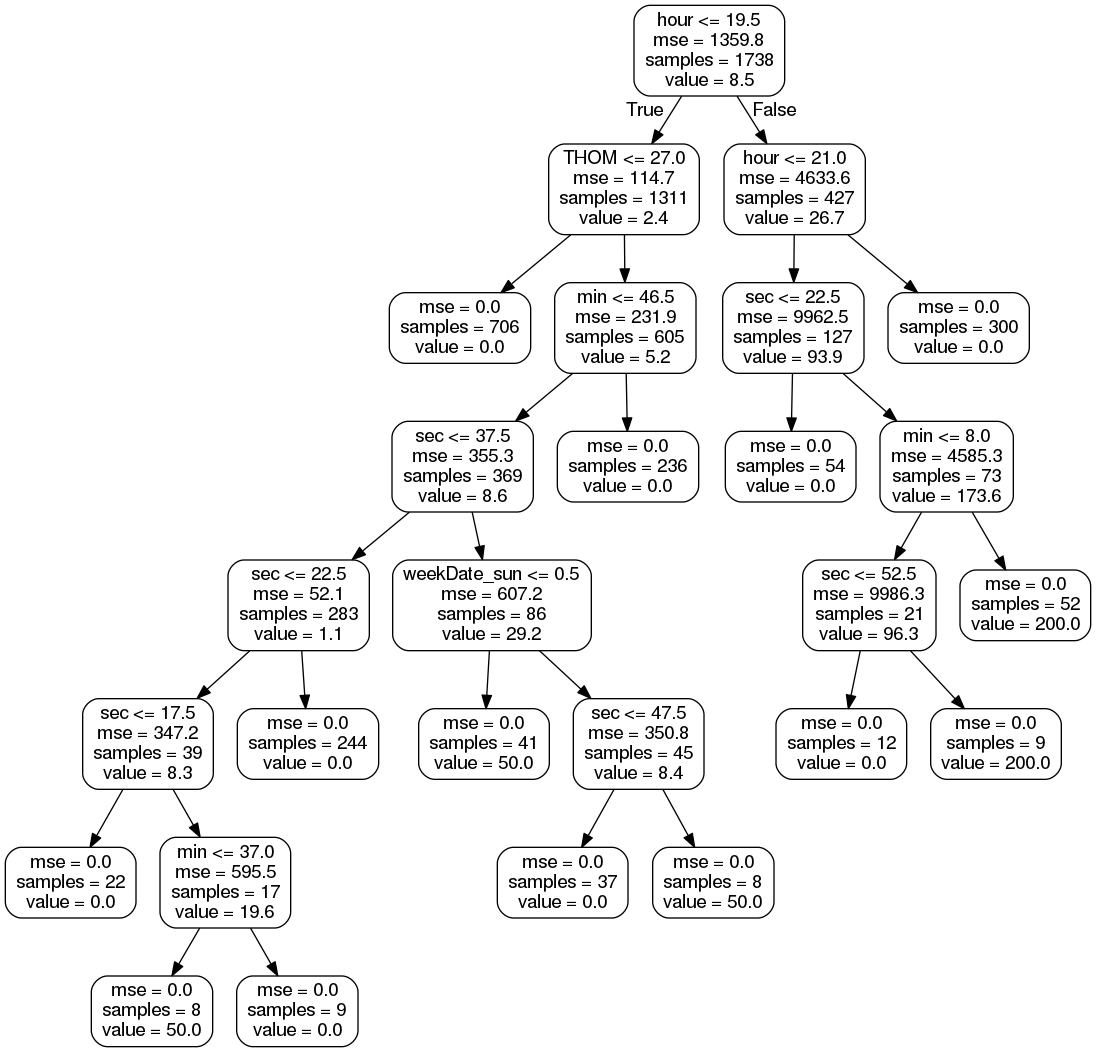 hour <= 19.5
mse = 1359.8
samples = 1738
value = 8.5
True
False
THOM <= 27.0
mse = 114.7
samples = 1311
value = 2.4
hour <= 21.0
mse = 4633.6
samples = 427
value = 26.7
mse = 0.0
samples = 706
value = 0.0
min <= 46.5
mse = 231.9
samples = 605
value = 5.2
sec <= 22.5
mse = 9962.5
samples = 127
value = 93.9
mse = 0.0
samples = 300
value = 0.0
sec <= 37.5
mse = 355.3
samples = 369
value = 8.6
mse = 0.0
samples = 236
value = 0.0
mse = 0.0
samples = 54
value = 0.0
min <= 8.0
mse = 4585.3
samples = 73
value = 173.6
sec <= 22.5
mse = 52.1
samples = 283
value = 1.1
weekDate_sun <= 0.5
mse = 607.2
samples = 86
value = 29.2
sec <= 52.5
mse = 9986.3
samples = 21
value = 96.3
mse = 0.0
samples = 52
value = 200.0
sec <= 17.5
mse = 347.2
samples = 39
value = 8.3
mse = 0.0
samples = 244
value = 0.0
mse = 0.0
samples = 41
value = 50.0
sec <= 47.5
mse = 350.8
samples = 45
value = 8.4
mse = 0.0
samples = 12
value = 0.0
mse = 0.0
samples = 9
value = 200.0
mse = 0.0
samples = 22
value = 0.0
min <= 37.0
mse = 595.5
samples = 17
value = 19.6
mse = 0.0
samples = 37
value = 0.0
mse = 0.0
samples = 8
value = 50.0
mse = 0.0
samples = 8
value = 50.0
mse = 0.0
samples = 9
value = 0.0